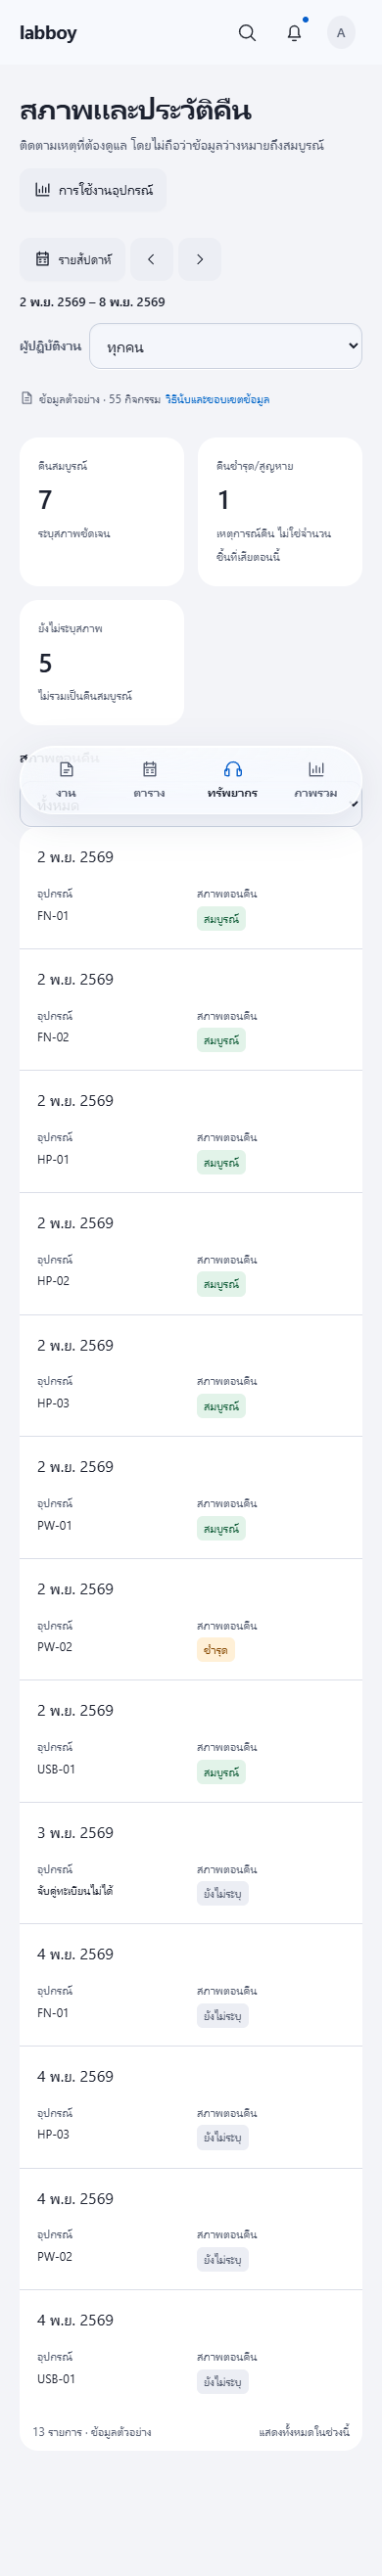 labboy
A
สภาพและประวัติคืน
ติดตามเหตุที่ต้องดูแล โดยไม่ถือว่าข้อมูลว่างหมายถึงสมบูรณ์
การใช้งานอุปกรณ์
รายสัปดาห์
2 พ.ย. 2569 – 8 พ.ย. 2569
ผู้ปฏิบัติงาน
ทุกคน
ข้อมูลตัวอย่าง · 55 กิจกรรม วิธีนับและขอบเขตข้อมูล
คืนสมบูรณ์
7
ระบุสภาพชัดเจน
คืนชำรุด/สูญหาย
1
เหตุการณ์คืน ไม่ใช่จำนวน
ชิ้นที่เสียตอนนี้
ยังไม่ระบุสภาพ
5
ไม่รวมเป็นคืนสมบูรณ์
สภาพตอนคืน
ทั้งหมด
งาน
ตาราง
ทรัพยากร
ภาพรวม
2 พ.ย. 2569
อุปกรณ์
สภาพตอนคืน
FN-01
สมบูรณ์
2 พ.ย. 2569
อุปกรณ์
สภาพตอนคืน
FN-02
สมบูรณ์
2 พ.ย. 2569
อุปกรณ์
สภาพตอนคืน
HP-01
สมบูรณ์
2 พ.ย. 2569
อุปกรณ์
สภาพตอนคืน
HP-02
สมบูรณ์
2 พ.ย. 2569
อุปกรณ์
สภาพตอนคืน
HP-03
สมบูรณ์
2 พ.ย. 2569
อุปกรณ์
สภาพตอนคืน
PW-01
สมบูรณ์
2 พ.ย. 2569
อุปกรณ์
สภาพตอนคืน
PW-02
ชำรุด
2 พ.ย. 2569
อุปกรณ์
สภาพตอนคืน
USB-01
สมบูรณ์
3 พ.ย. 2569
อุปกรณ์
สภาพตอนคืน
จับคู่ทะเบียนไม่ได้
ยังไม่ระบุ
4 พ.ย. 2569
อุปกรณ์
สภาพตอนคืน
FN-01
ยังไม่ระบุ
4 พ.ย. 2569
อุปกรณ์
สภาพตอนคืน
HP-03
ยังไม่ระบุ
4 พ.ย. 2569
อุปกรณ์
สภาพตอนคืน
PW-02
ยังไม่ระบุ
4 พ.ย. 2569
อุปกรณ์
สภาพตอนคืน
USB-01
ยังไม่ระบุ
13 รายการ · ข้อมูลตัวอย่าง
แสดงทั้งหมดในช่วงนี้